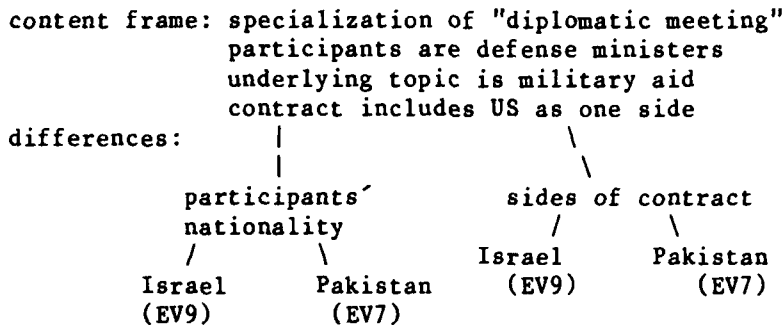 content frame: specialization of "diplomatic meeting"
participants are defense ministers
underlying topic is military aid
contract includes US as one side
differences:
participants´ sides of contract
nationality
Israel Pakistan
(EV9) (EV7)
Israel Pakistan
(EV9) (EV7)